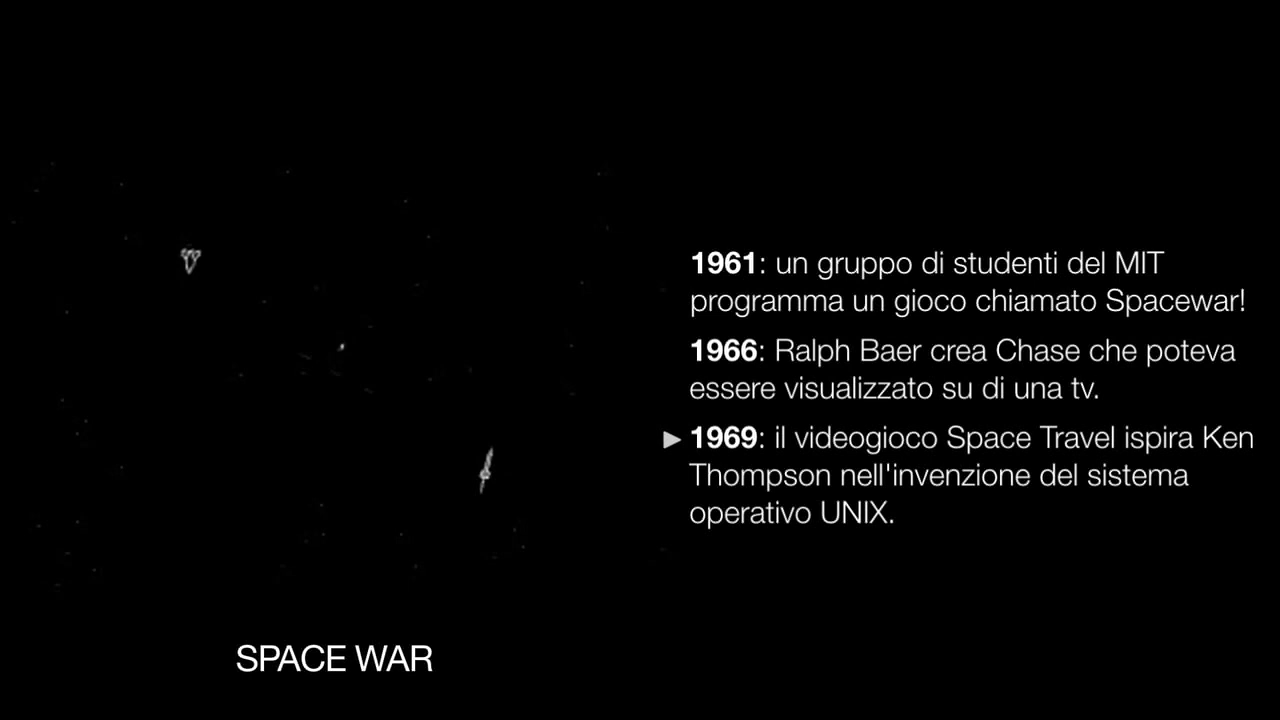 1961: un gruppo di studenti del MIT
programma un gioco chiamato Spacewar!
1966: Ralph Baer crea Chase che poteva
essere visualizzato su di una tv.
1969: il videogioco Space Travel ispira Ken
Thompson nell'invenzione del sistema
operativo UNIX.
SPACE WAR